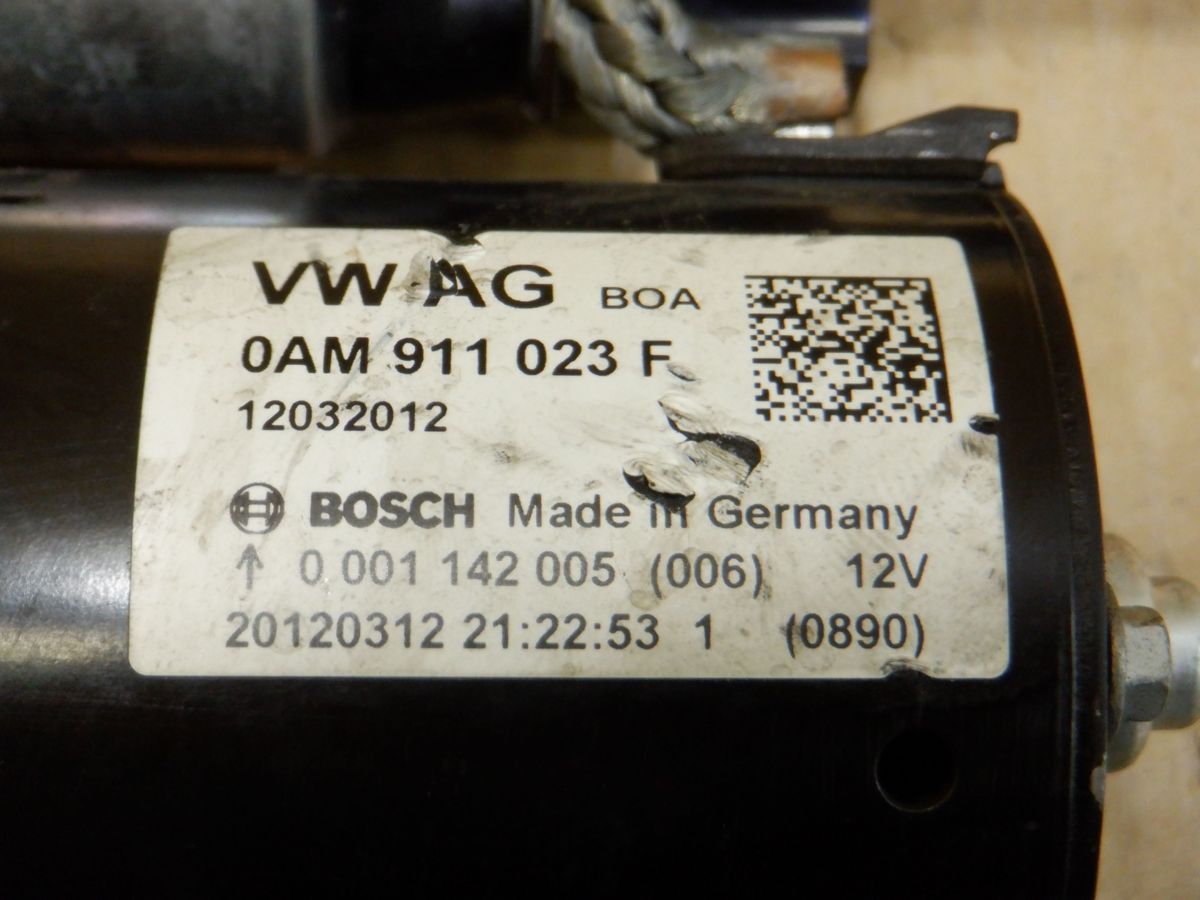 VW AG BOA
0AM 911 023 F
12032012
BOSCH Made in Germany
↑ 0 001 142 005 (006) 12V
20120312 21:22:53 1 (0890)